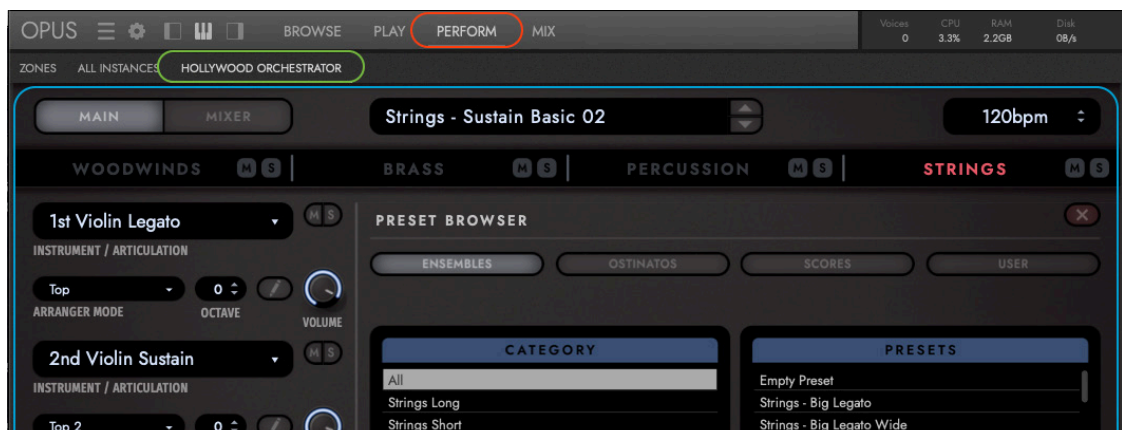 OPUS BROWSE PLAY PERFORM MIX Voices CPU RAM Disk
0 3.3% 2.2GB 0B/s
ZONES ALL INSTANCES HOLLYWOOD ORCHESTRATOR
MAIN MIXER Strings - Sustain Basic 02 120bpm
WOODWINDS M S BRASS M S PERCUSSION M S STRINGS M S
1st Violin Legato M S PRESET BROWSER X
INSTRUMENT / ARTICULATION
ENSEMBLES OSTINATOS SCORES USER
Top 0
ARRANGER MODE OCTAVE VOLUME
2nd Violin Sustain M S CATEGORY PRESETS
INSTRUMENT / ARTICULATION All Empty Preset
Strings Long Strings - Big Legato
Top 2 0 Strings Short Strings - Big Legato Wide